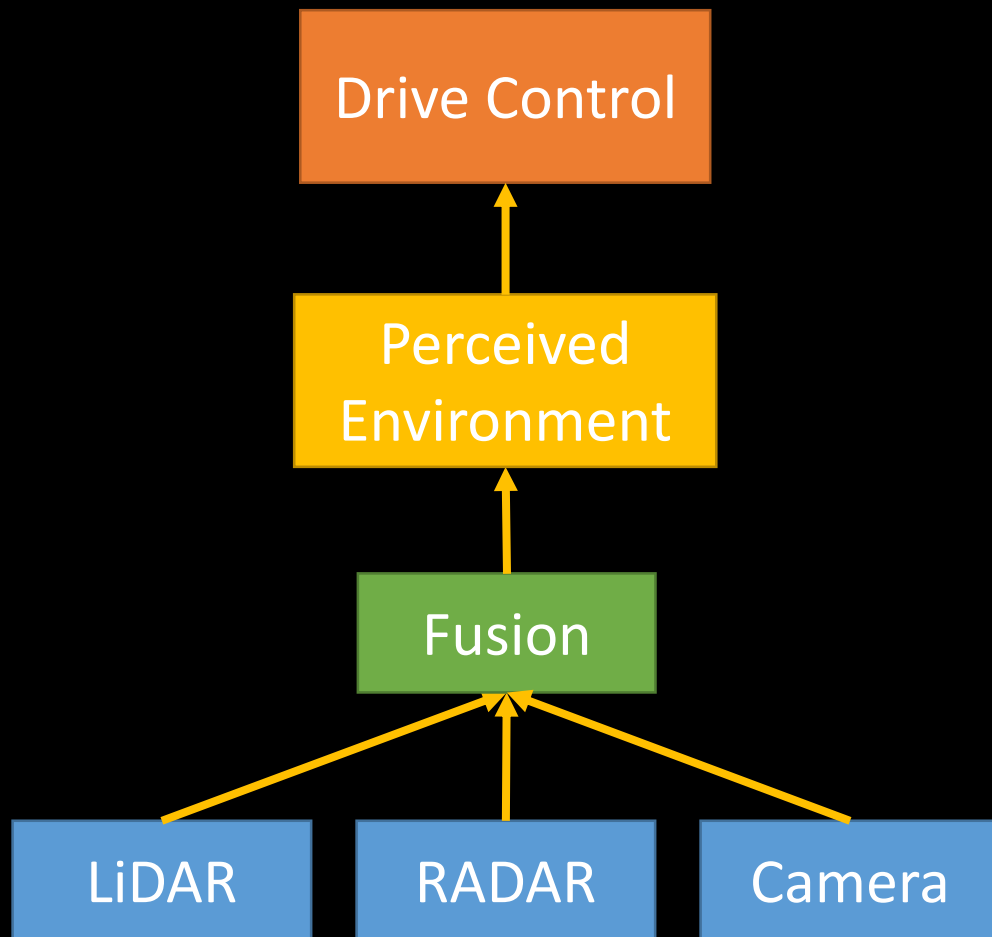 Drive Control
Perceived
Environment
Fusion
LiDAR
RADAR
Camera